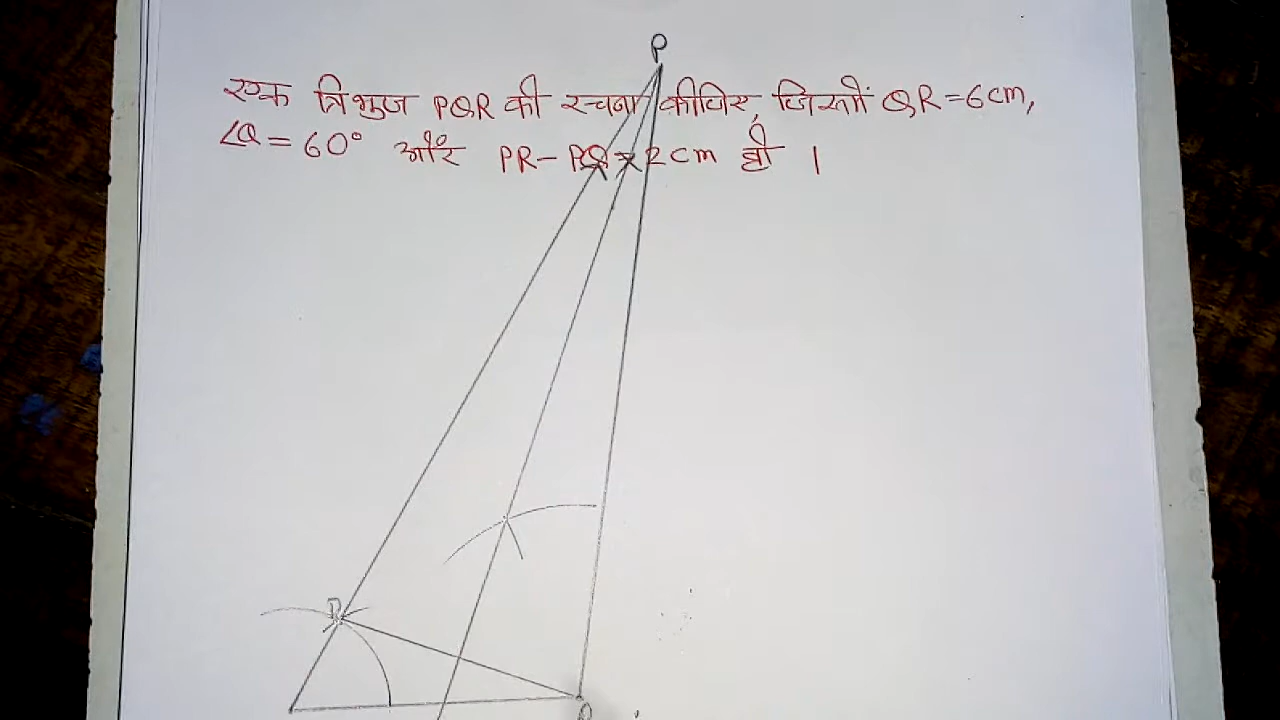 P
एक त्रिभुज PQR की रचना कीजिए, जिसमें QR=6cm,
∠Q = 60° और PR- PQ = 2cm हो ।